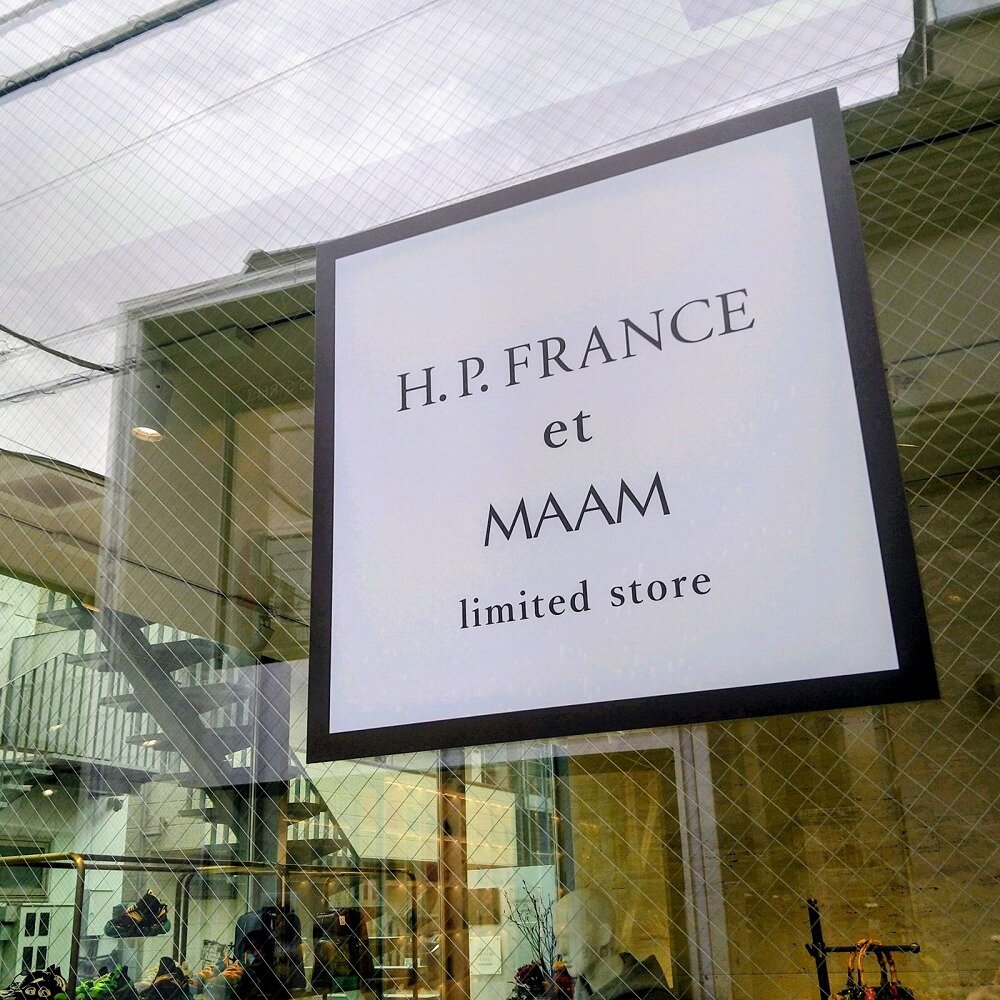 H. P. FRANCE
et
MAAM
limited store